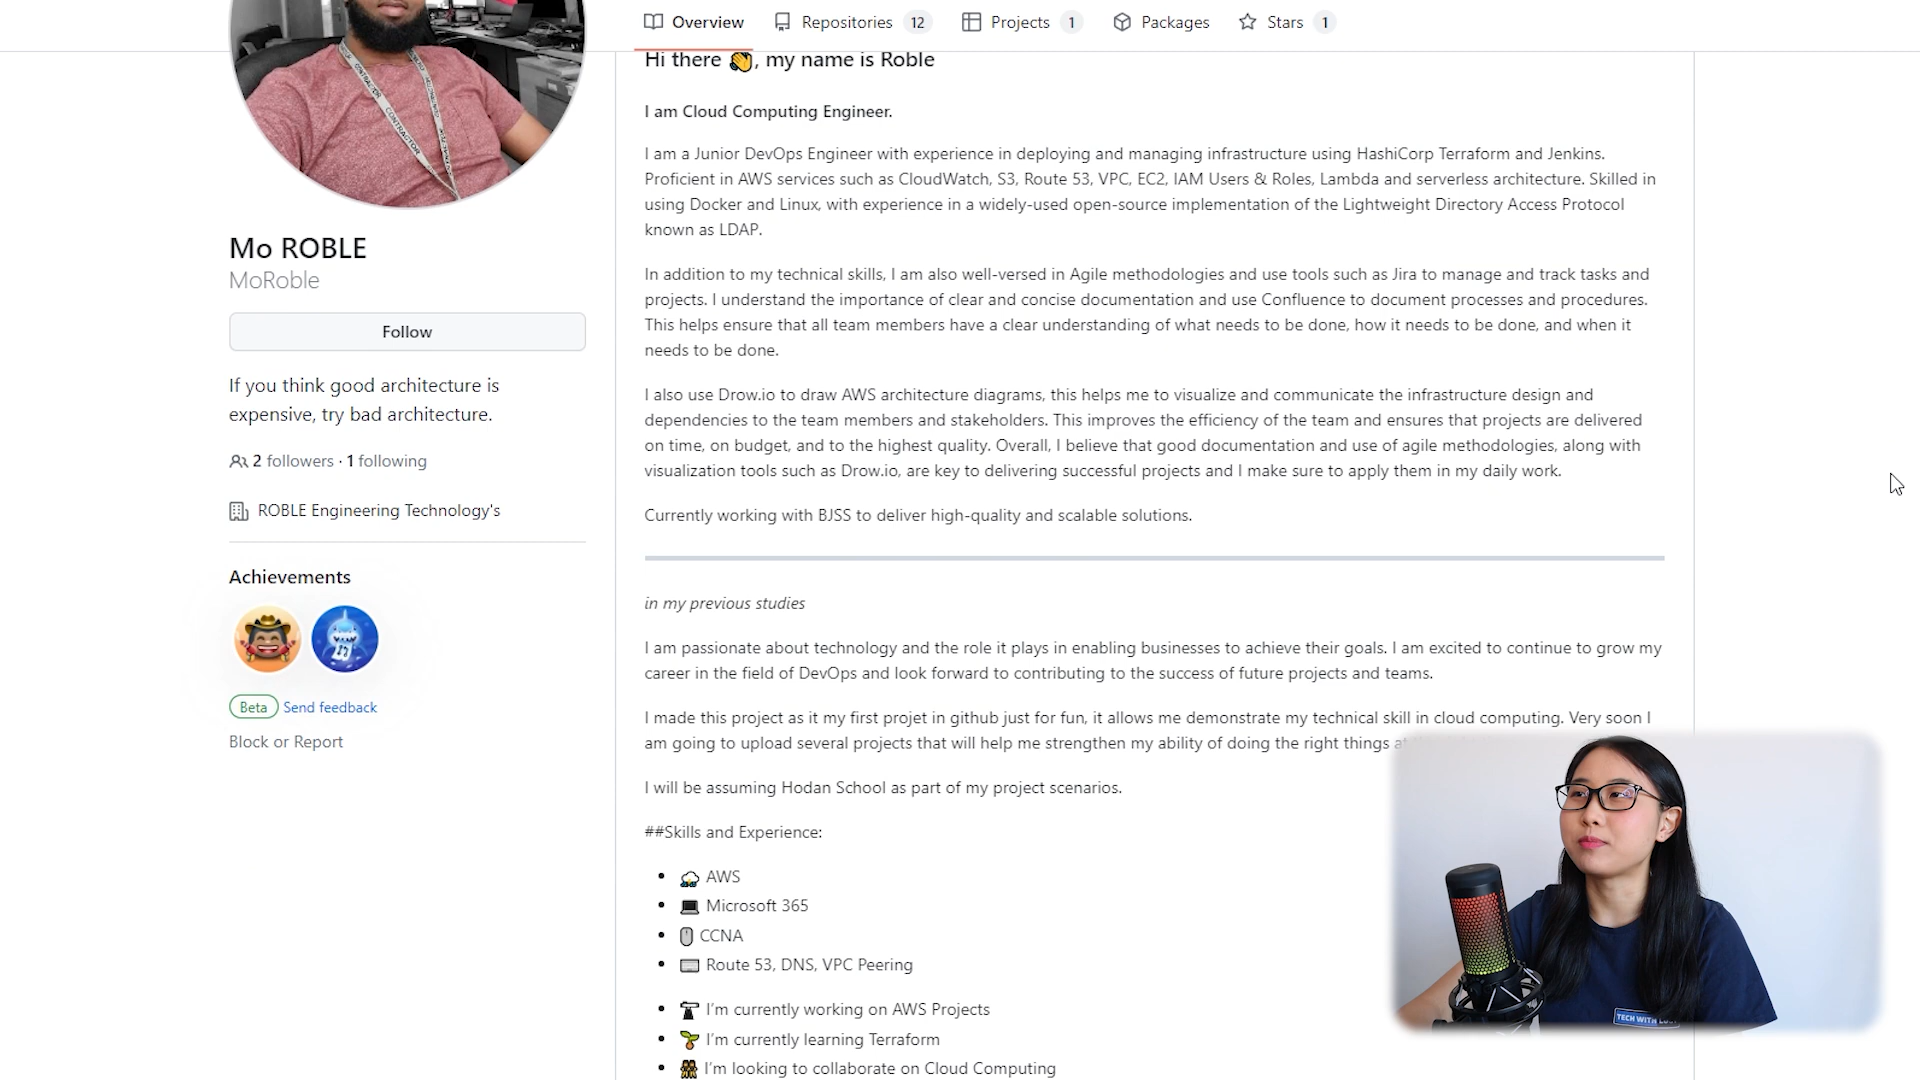 Overview
Repositories 12
Projects 1
Packages
Stars 1
CONTRACTOR
Mo ROBLE
MoRoble
Follow
If you think good architecture is
expensive, try bad architecture.
2 followers · 1 following
ROBLE Engineering Technology's
Achievements
Beta Send feedback
Block or Report
Hi there 👋, my name is Roble
I am Cloud Computing Engineer.
I am a Junior DevOps Engineer with experience in deploying and managing infrastructure using HashiCorp Terraform and Jenkins.
Proficient in AWS services such as CloudWatch, S3, Route 53, VPC, EC2, IAM Users & Roles, Lambda and serverless architecture. Skilled in
using Docker and Linux, with experience in a widely-used open-source implementation of the Lightweight Directory Access Protocol
known as LDAP.
In addition to my technical skills, I am also well-versed in Agile methodologies and use tools such as Jira to manage and track tasks and
projects. I understand the importance of clear and concise documentation and use Confluence to document processes and procedures.
This helps ensure that all team members have a clear understanding of what needs to be done, how it needs to be done, and when it
needs to be done.
I also use Drow.io to draw AWS architecture diagrams, this helps me to visualize and communicate the infrastructure design and
dependencies to the team members and stakeholders. This improves the efficiency of the team and ensures that projects are delivered
on time, on budget, and to the highest quality. Overall, I believe that good documentation and use of agile methodologies, along with
visualization tools such as Drow.io, are key to delivering successful projects and I make sure to apply them in my daily work.
Currently working with BJSS to deliver high-quality and scalable solutions.
in my previous studies
I am passionate about technology and the role it plays in enabling businesses to achieve their goals. I am excited to continue to grow my
career in the field of DevOps and look forward to contributing to the success of future projects and teams.
I made this project as it my first projet in github just for fun, it allows me demonstrate my technical skill in cloud computing. Very soon I
am going to upload several projects that will help me strengthen my ability of doing the right things
I will be assuming Hodan School as part of my project scenarios.
##Skills and Experience:
AWS
Microsoft 365
CCNA
Route 53, DNS, VPC Peering
I'm currently working on AWS Projects
I'm currently learning Terraform
I'm looking to collaborate on Cloud Computing
TECH WITH